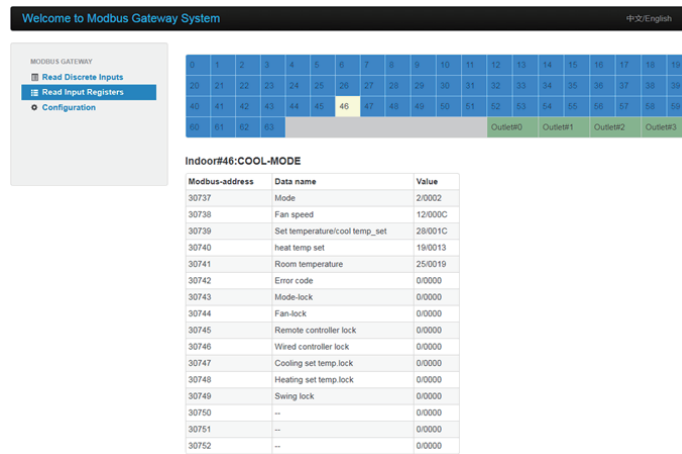 Welcome to Modbus Gateway System 中文/English
MODBUS GATEWAY
Read Discrete Inputs
Read Input Registers
Configuration
0 1 2 3 4 5 6 7 8 9 10 11 12 13 14 15 16 17 18 19
20 21 22 23 24 25 26 27 28 29 30 31 32 33 34 35 36 37 38 39
40 41 42 43 44 45 46 47 48 49 50 51 52 53 54 55 56 57 58 59
60 61 62 63 Outlet#0 Outlet#1 Outlet#2 Outlet#3
Indoor#46:COOL-MODE
Modbus-address Data name Value
30737 Mode 2/0002
30738 Fan speed 12/000C
30739 Set temperature/cool temp_set 28/001C
30740 heat temp set 19/0013
30741 Room temperature 25/0019
30742 Error code 0/0000
30743 Mode-lock 0/0000
30744 Fan-lock 0/0000
30745 Remote controller lock 0/0000
30746 Wired controller lock 0/0000
30747 Cooling set temp.lock 0/0000
30748 Heating set temp.lock 0/0000
30749 Swing lock 0/0000
30750 -- 0/0000
30751 -- 0/0000
30752 -- 0/0000